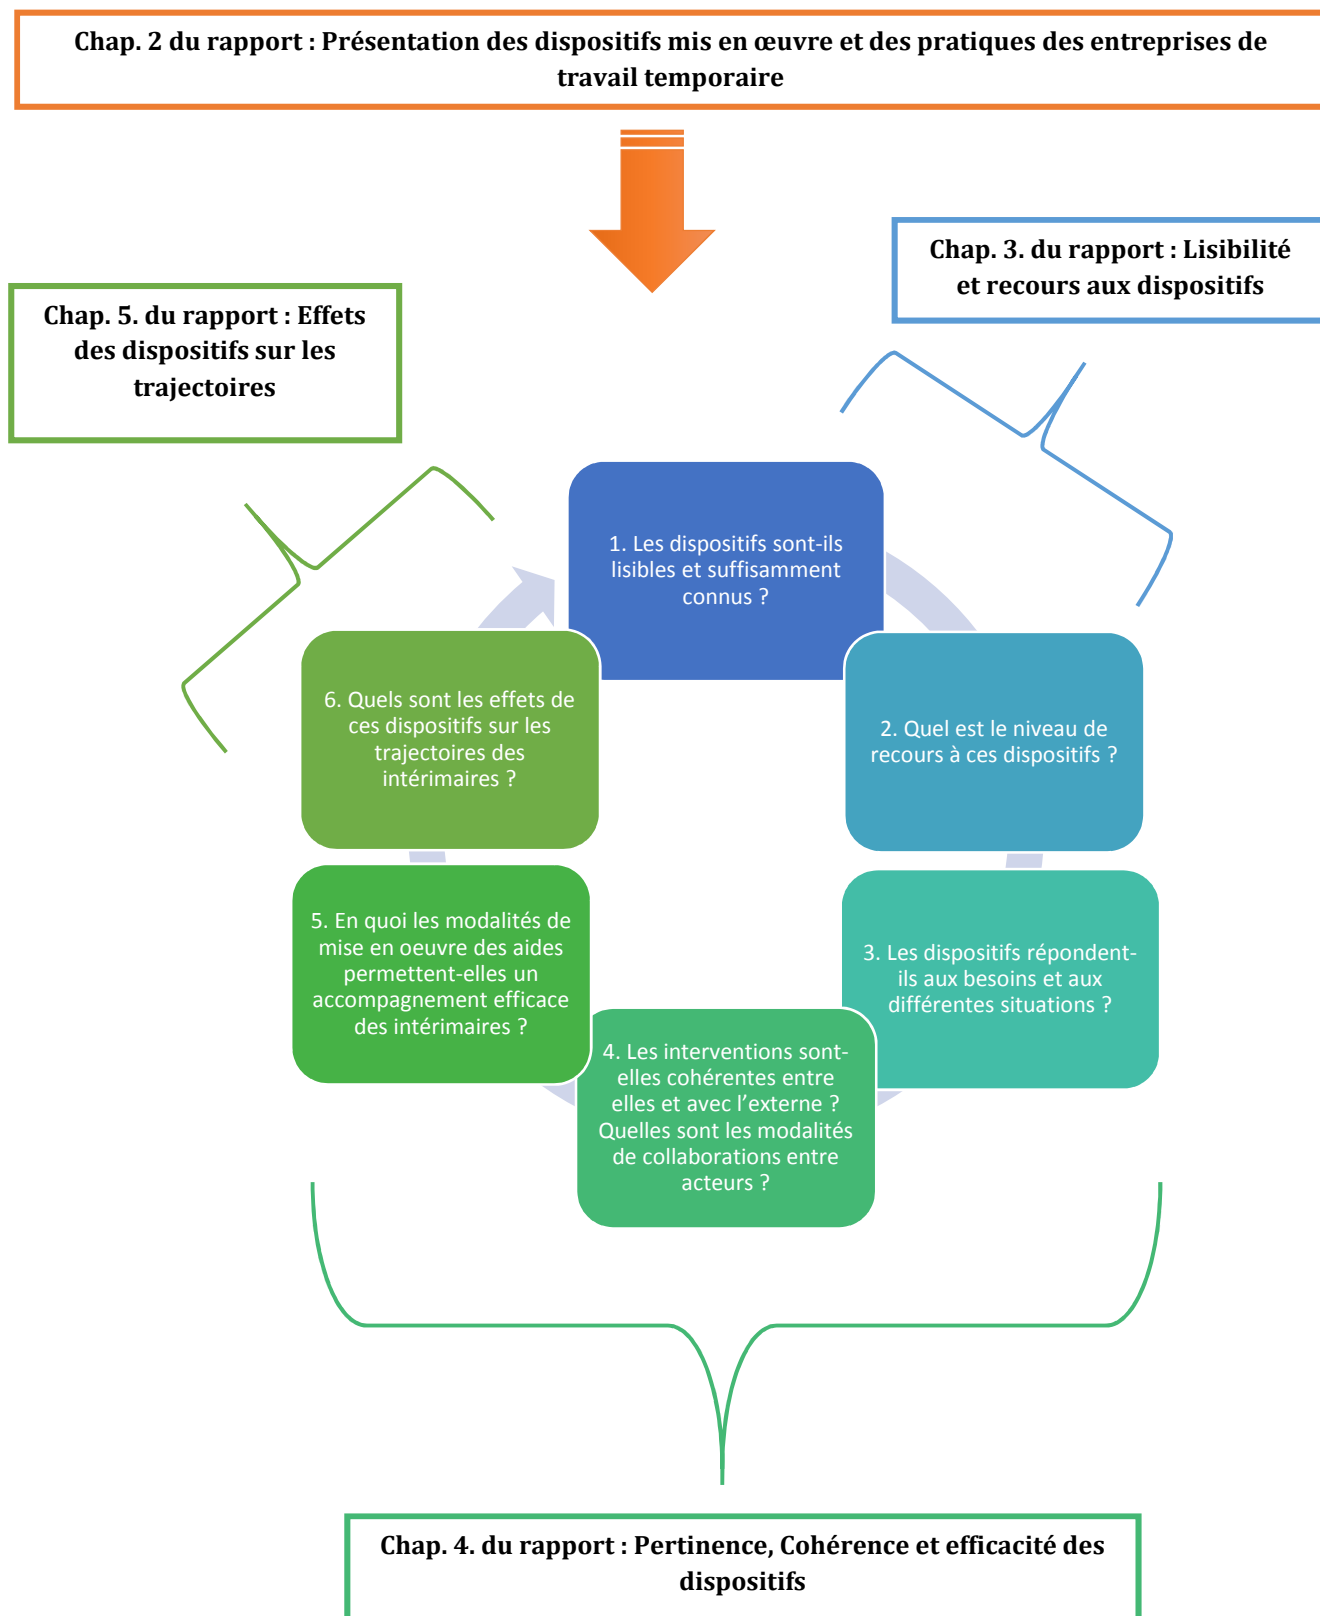 Chap. 2 du rapport : Présentation des dispositifs mis en œuvre et des pratiques des entreprises de
travail temporaire
Chap. 3. du rapport : Lisibilité
et recours aux dispositifs
Chap. 5. du rapport : Effets
des dispositifs sur les
trajectoires
1. Les dispositifs sont-ils
lisibles et suffisamment
connus ?
2. Quel est le niveau de
recours à ces dispositifs ?
3. Les dispositifs répondent-
ils aux besoins et aux
différentes situations ?
4. Les interventions sont-
elles cohérentes entre
elles et avec l’externe ?
Quelles sont les modalités
de collaborations entre
acteurs ?
5. En quoi les modalités de
mise en oeuvre des aides
permettent-elles un
accompagnement efficace
des intérimaires ?
6. Quels sont les effets de
ces dispositifs sur les
trajectoires des
intérimaires ?
Chap. 4. du rapport : Pertinence, Cohérence et efficacité des
dispositifs